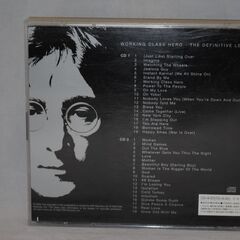 WORKING CLASS HERO - THE DEFINITIVE LE
CD 1
1 (Just Like) Starting Over
2 Imagine
3 Watching The Wheels
4 Jealous Guy
5 Instant Karma! (We All Shine On)
6 Stand By Me
7 Working Class Hero
8 Power To The People
9 Oh My Love
10 Oh Yoko!
11 Nobody Loves You (When You're Down And Out)
12 Nobody Told Me
13 Bless You
14 Come Together (Live)
15 New York City
16 I'm Stepping Out
17 You Are Here
18 Borrowed Time
19 Happy Xmas (War Is Over)
CD 2
1 Woman
2 Mind Games
3 Out The Blue
4 Whatever Gets You Thru The Night
5 Love
6 Mother
7 Beautiful Boy (Darling Boy)
8 Woman Is The Nigger Of The World
9 God
10 Scared
11 #9 Dream
12 I'm Losing You
13 Isolation
14 Cold Turkey
15 Intuition
16 Gimme Some Truth
17 Give Peace A Chance
18 Real Love
19 Grow Old With Me